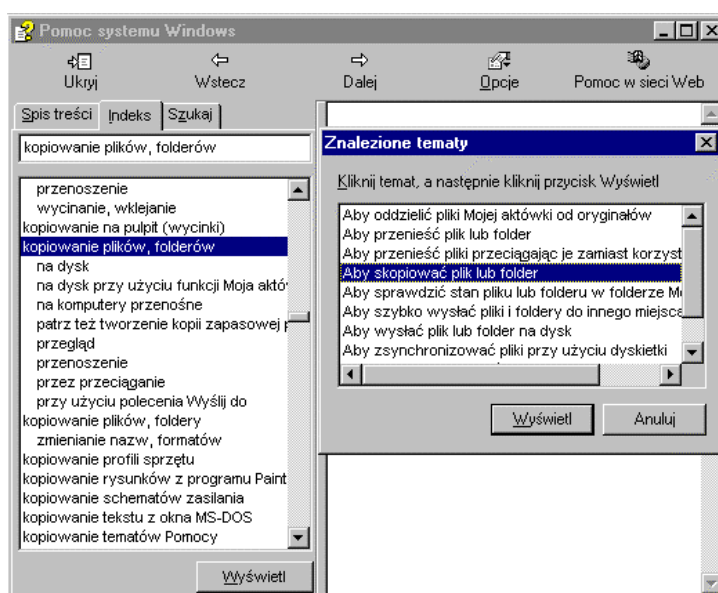 Pomoc systemu Windows
Ukryj Wstecz Dalej Opcje Pomoc w sieci Web
Spis treści Indeks Szukaj
kopiowanie plików, folderów
przenoszenie
wycinanie, wklejanie
kopiowanie na pulpit (wycinki)
kopiowanie plików, folderów
na dysk
na dysk przy użyciu funkcji Moja aktó
na komputery przenośne
patrz też tworzenie kopii zapasowej
przegląd
przenoszenie
przez przeciąganie
przy użyciu polecenia Wyślij do
kopiowanie plików, foldery
zmienianie nazw, formatów
kopiowanie profili sprzętu
kopiowanie rysunków z programu Paint
kopiowanie schematów zasilania
kopiowanie tekstu z okna MS-DOS
kopiowanie tematów Pomocy
Wyświetl
Znalezione tematy
Kliknij temat, a następnie kliknij przycisk Wyświetl
Aby oddzielić pliki Mojej aktówki od oryginałów
Aby przenieść plik lub folder
Aby przenieść pliki przeciągając je zamiast korzyst
Aby skopiować plik lub folder
Aby sprawdzić stan pliku lub folderu w folderze M
Aby szybko wysłać pliki i foldery do innego miejsca
Aby wysłać plik lub folder na dysk
Aby zsynchronizować pliki przy użyciu dyskietki
Wyświetl Anuluj